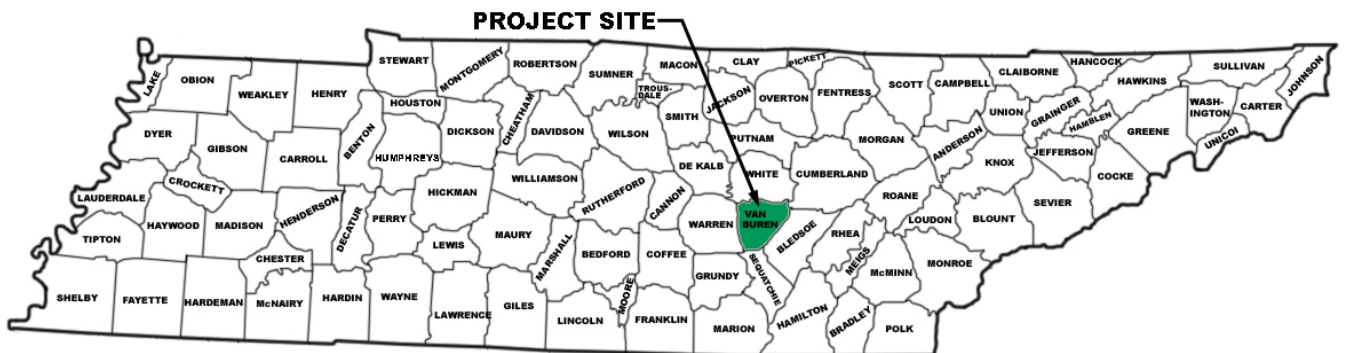 PROJECT SITE
LAKE
OBION
WEAKLEY
HENRY
STEWART
MONTGOMERY
ROBERTSON
SUMNER
MACON
CLAY
PICKETT
SCOTT
CAMPBELL
CLAIBORNE
HANCOCK
HAWKINS
SULLIVAN
JOHNSON
HOUSTON
CHEATHAM
TROUS-
DALE
JACKSON
OVERTON
FENTRESS
UNION
GRAINGER
HAMBLEN
WASH-
INGTON
CARTER
UNICOI
DYER
GIBSON
CARROLL
BENTON
HUMPHREYS
DICKSON
DAVIDSON
WILSON
SMITH
PUTNAM
MORGAN
ANDERSON
KNOX
JEFFERSON
GREENE
COCKE
LAUDERDALE
CROCKETT
HAYWOOD
MADISON
HENDERSON
DECATUR
PERRY
HICKMAN
WILLIAMSON
RUTHERFORD
CANNON
DE KALB
WHITE
CUMBERLAND
ROANE
LOUDON
BLOUNT
SEVIER
TIPTON
CHESTER
LEWIS
MAURY
MARSHALL
BEDFORD
COFFEE
WARREN
VAN
BUREN
BLEDSOE
RHEA
MEIGS
McMINN
MONROE
SHELBY
FAYETTE
HARDEMAN
McNAIRY
HARDIN
WAYNE
LAWRENCE
GILES
LINCOLN
MOORE
FRANKLIN
GRUNDY
SEQUATCHIE
MARION
HAMILTON
BRADLEY
POLK